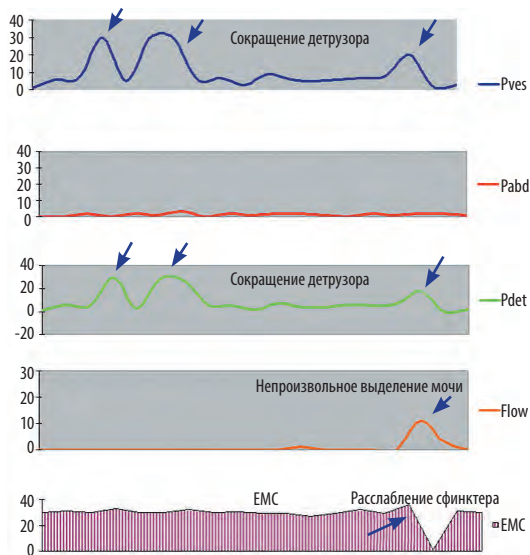 40
30
20
10
0
Сокращение детрузора
Pves
40
30
20
10
0
Pabd
40
20
0
-20
Сокращение детрузора
Pdet
30
20
10
0
Непроизвольное выделение мочи
Flow
40
20
0
EMC
Расслабление сфинктера
EMC